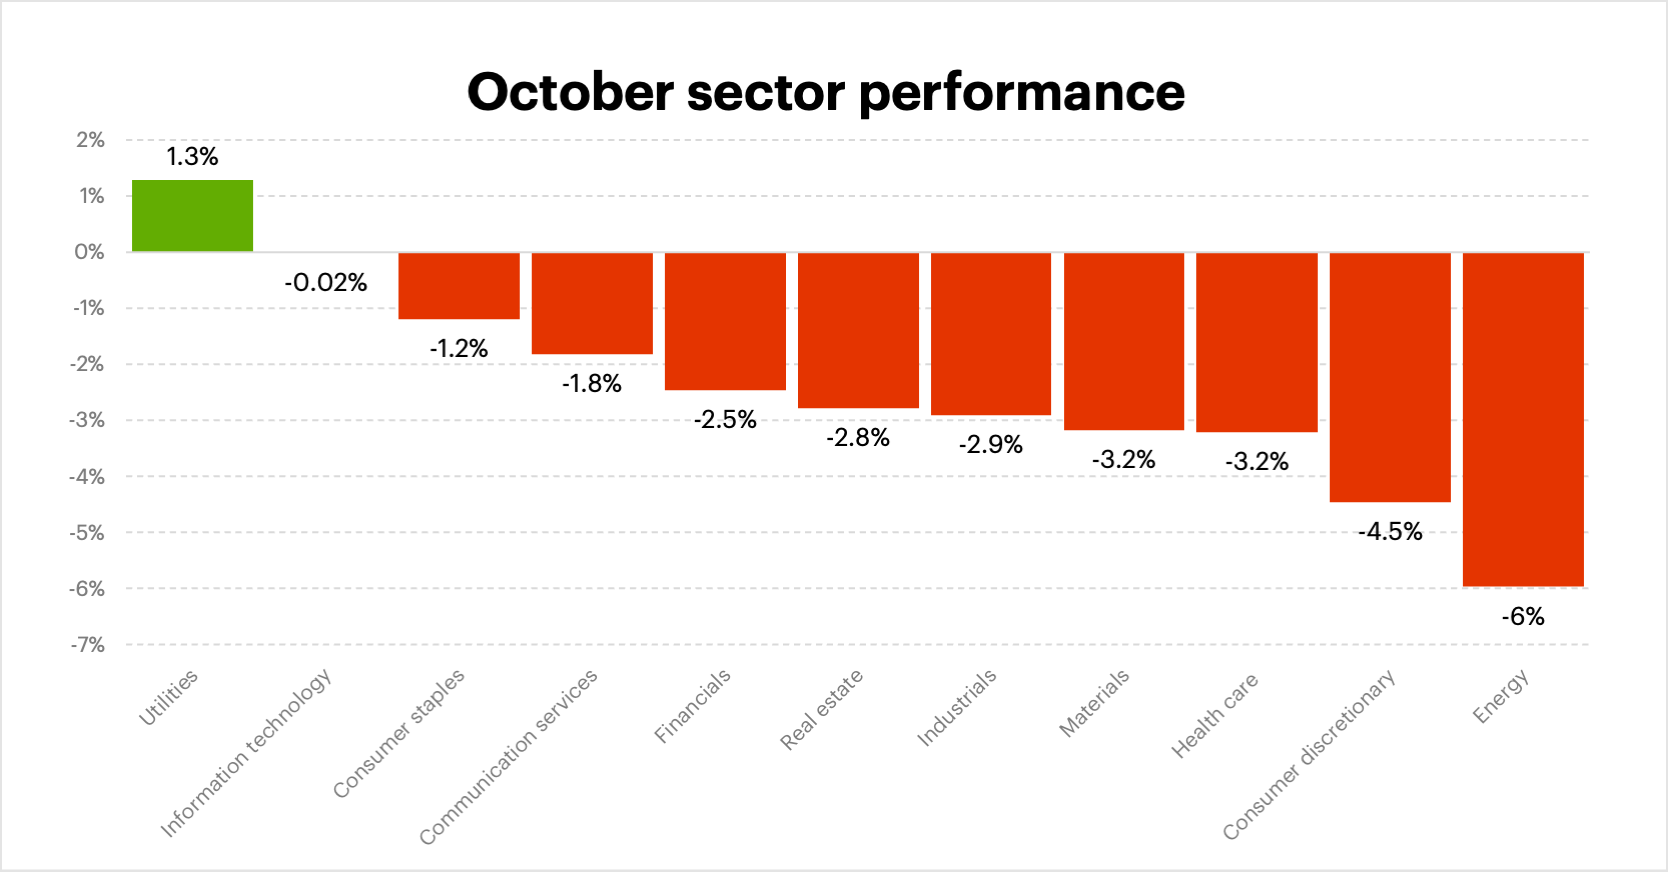 October sector performance
2%
1%
0%
-1%
-2%
-3%
-4%
-5%
-6%
-7%
1.3%
-0.02%
-1.2%
-1.8%
-2.5%
-2.8%
-2.9%
-3.2%
-3.2%
-4.5%
-6%
Utilities
Information technology
Consumer staples
Communication services
Financials
Real estate
Industrials
Materials
Health care
Consumer discretionary
Energy